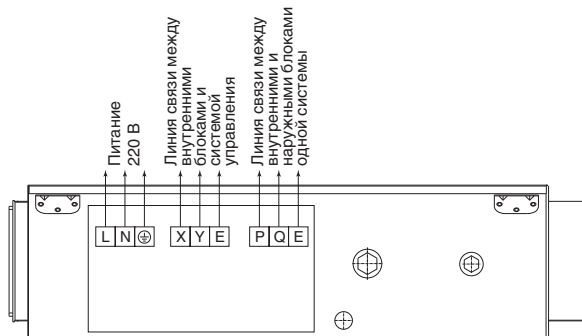 Питание
220 В
Линия связи между
внутренними
блоками и
системой
управления
Линия связи между
внутренними и
наружными блоками
одной системы
L N X Y E P Q E